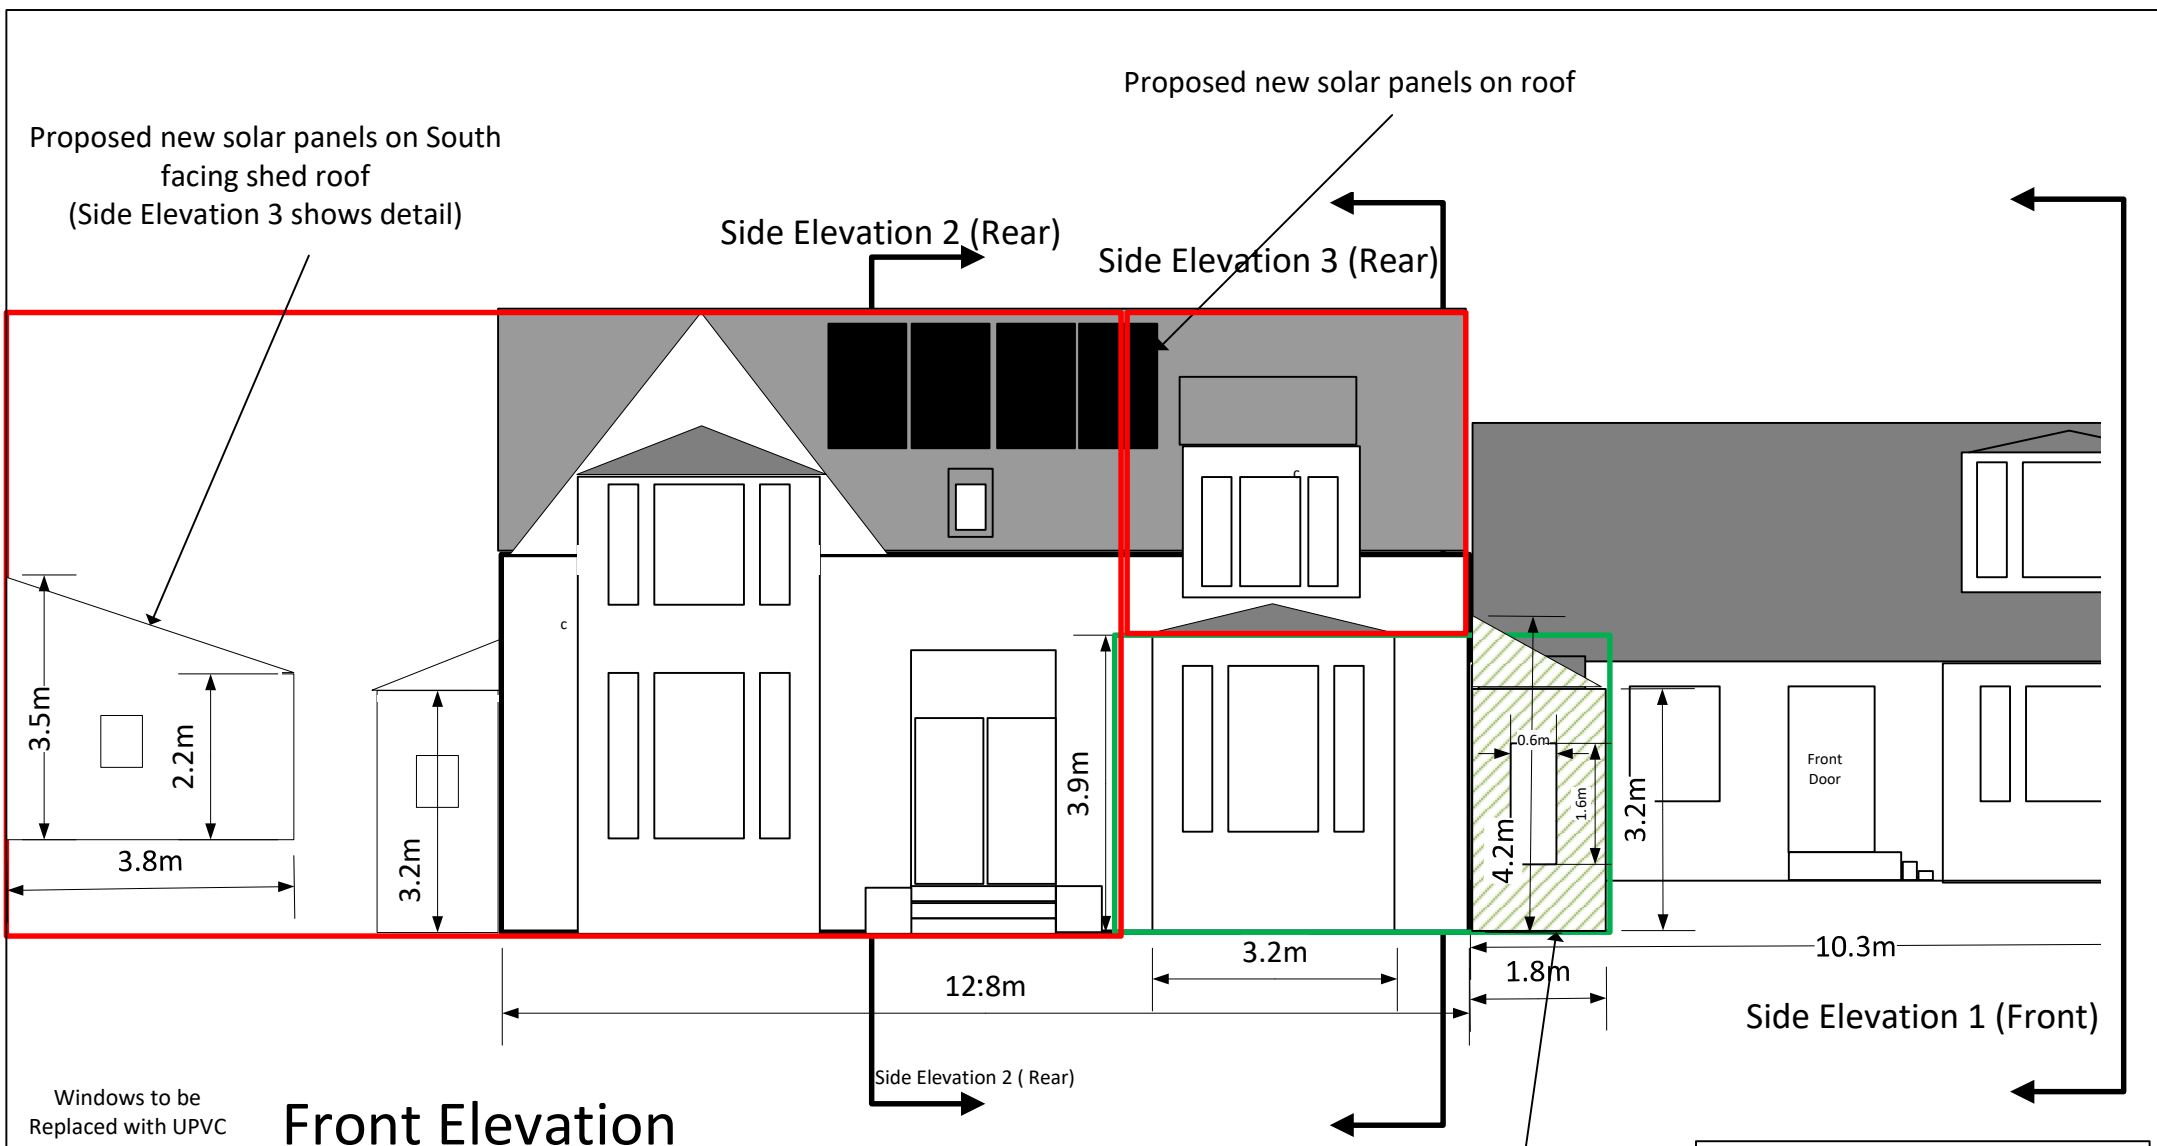 Proposed new solar panels on roof
Proposed new solar panels on South
facing shed roof
(Side Elevation 3 shows detail)
Side Elevation 2 (Rear)
Side Elevation 3 (Rear)
c
c
3.5m
2.2m
3.8m
3.2m
3.9m
0.6m
1.6m
4.2m
3.2m
Front
Door
3.2m
12.8m
1.8m
10.3m
Side Elevation 1 (Front)
Side Elevation 2 ( Rear)
Windows to be
Replaced with UPVC
Front Elevation